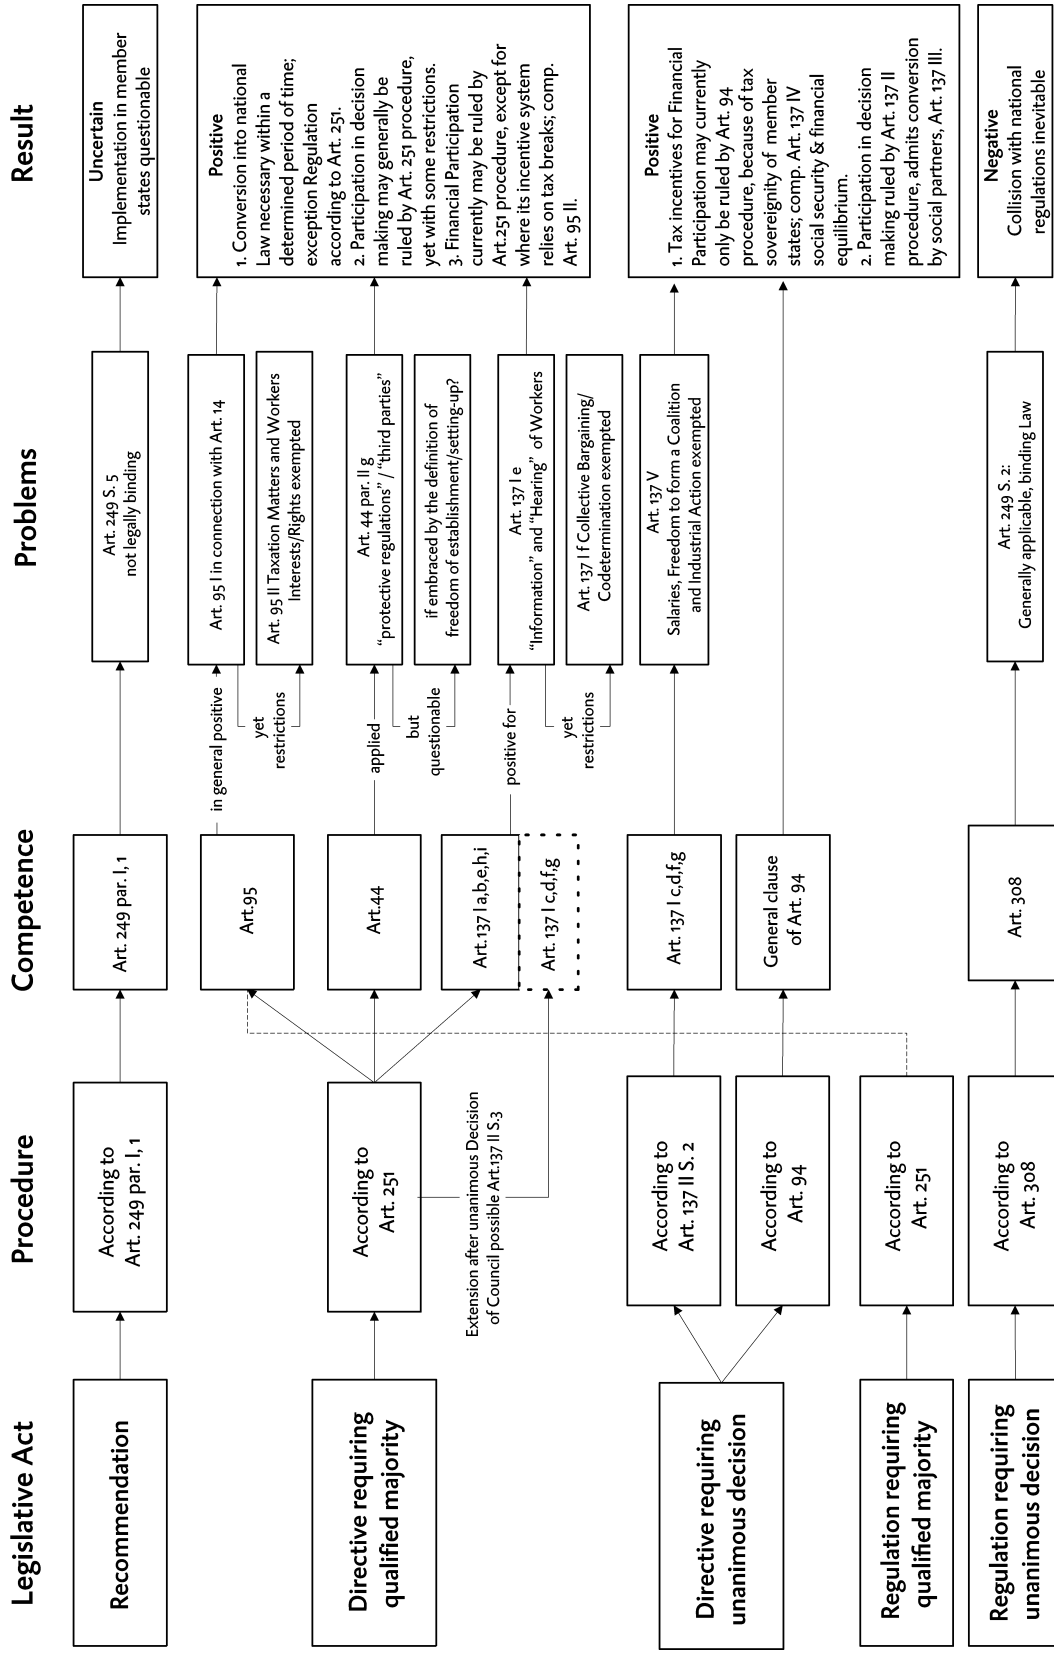 Legislative Act
Procedure
Competence
Problems
Result
Recommendation
According to
Art. 249 par. I, 1
Art. 249 par. I, 1
Art. 249 S. 5
not legally binding
Uncertain
Implementation in member
states questionable
Directive requiring
qualified majority
According to
Art. 251
Extension after unanimous Decision
of Council possible Art.137 II S.3
Art.95
in general positive
Art. 95 I in connection with Art. 14
yet
restrictions
Art. 95 II Taxation Matters and Workers
Interests/Rights exempted
Art.44
applied
Art. 44 par. II g
“protective regulations” / “third parties”
but
questionable
if embraced by the definition of
freedom of establishment/setting-up?
Art.137 I a,b,e,h,i
Art. 137 I c,d,f,g
positive for
Art. 137 I e
“Information” and “Hearing” of Workers
yet
restrictions
Art. 137 I f Collective Bargaining/
Codetermination exempted
Positive
1. Conversion into national
Law necessary within a
determined period of time;
exception Regulation
according to Art. 251.
2. Participation in decision
making may generally be
ruled by Art. 251 procedure,
yet with some restrictions.
3. Financial Participation
currently may be ruled by
Art.251 procedure, except for
where its incentive system
relies on tax breaks; comp.
Art. 95 II.
Directive requiring
unanimous decision
According to
Art. 137 II S. 2
Art. 137 I c,d,f,g
Art. 137 V
Salaries, Freedom to form a Coalition
and Industrial Action exempted
According to
Art. 94
General clause
of Art. 94
Positive
1. Tax incentives for Financial
Participation may currently
only be ruled by Art. 94
procedure, because of tax
sovereignity of member
states; comp. Art. 137 IV
social security & financial
equilibrium.
2. Participation in decision
making ruled by Art. 137 II
procedure, admits conversion
by social partners, Art. 137 III.
Regulation requiring
qualified majority
According to
Art. 251
Regulation requiring
unanimous decision
According to
Art. 308
Art. 308
Art. 249 S. 2:
Generally applicable, binding Law
Negative
Collision with national
regulations inevitable